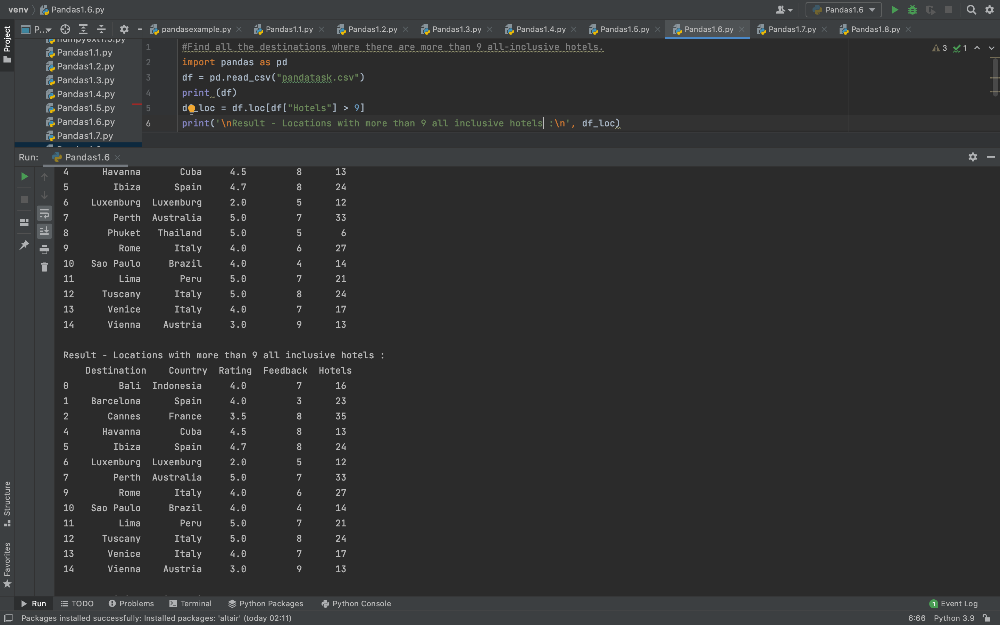 venv Pandas1.6.py Pandas1.6
Project
P... pandasexample.py Pandas1.1.py Pandas1.2.py Pandas1.3.py Pandas1.4.py Pandas1.5.py Pandas1.6.py Pandas1.7.py Pandas1.8.py
Pandas1.1.py
Pandas1.2.py
Pandas1.3.py
Pandas1.4.py
Pandas1.5.py
Pandas1.6.py
Pandas1.7.py
1 #Find all the destinations where there are more than 9 all-inclusive hotels.
2 import pandas as pd
3 df = pd.read_csv("pandatask.csv")
4 print (df)
5 df_loc = df.loc[df["Hotels"] > 9]
6 print('\nResult - Locations with more than 9 all inclusive hotels :\n', df_loc)
3 1
Run: Pandas1.6
4 Havanna Cuba 4.5 8 13
5 Ibiza Spain 4.7 8 24
6 Luxemburg Luxemburg 2.0 5 12
7 Perth Australia 5.0 7 33
8 Phuket Thailand 5.0 5 6
9 Rome Italy 4.0 6 27
10 Sao Paulo Brazil 4.0 4 14
11 Lima Peru 5.0 7 21
12 Tuscany Italy 5.0 8 24
13 Venice Italy 4.0 7 17
14 Vienna Austria 3.0 9 13
Result - Locations with more than 9 all inclusive hotels :
Destination Country Rating Feedback Hotels
0 Bali Indonesia 4.0 7 16
1 Barcelona Spain 4.0 3 23
2 Cannes France 3.5 8 35
4 Havanna Cuba 4.5 8 13
5 Ibiza Spain 4.7 8 24
6 Luxemburg Luxemburg 2.0 5 12
7 Perth Australia 5.0 7 33
9 Rome Italy 4.0 6 27
10 Sao Paulo Brazil 4.0 4 14
11 Lima Peru 5.0 7 21
12 Tuscany Italy 5.0 8 24
13 Venice Italy 4.0 7 17
14 Vienna Austria 3.0 9 13
Structure
Favorites
Run TODO Problems Terminal Python Packages Python Console 1 Event Log
Packages installed successfully: Installed packages: 'altair' (today 02:11) 6:66 Python 3.9